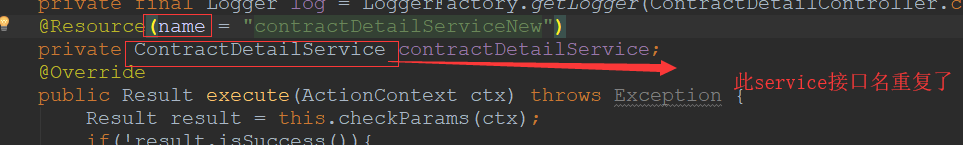 private final Logger log = LoggerFactory.getLogger(ContractDetailController.c
@Resource(name = "contractDetailServiceNew")
private ContractDetailService contractDetailService;
此service接口名重复了
@Override
public Result execute(ActionContext ctx) throws Exception {
Result result = this.checkParams(ctx);
if(!result.isSuccess()){